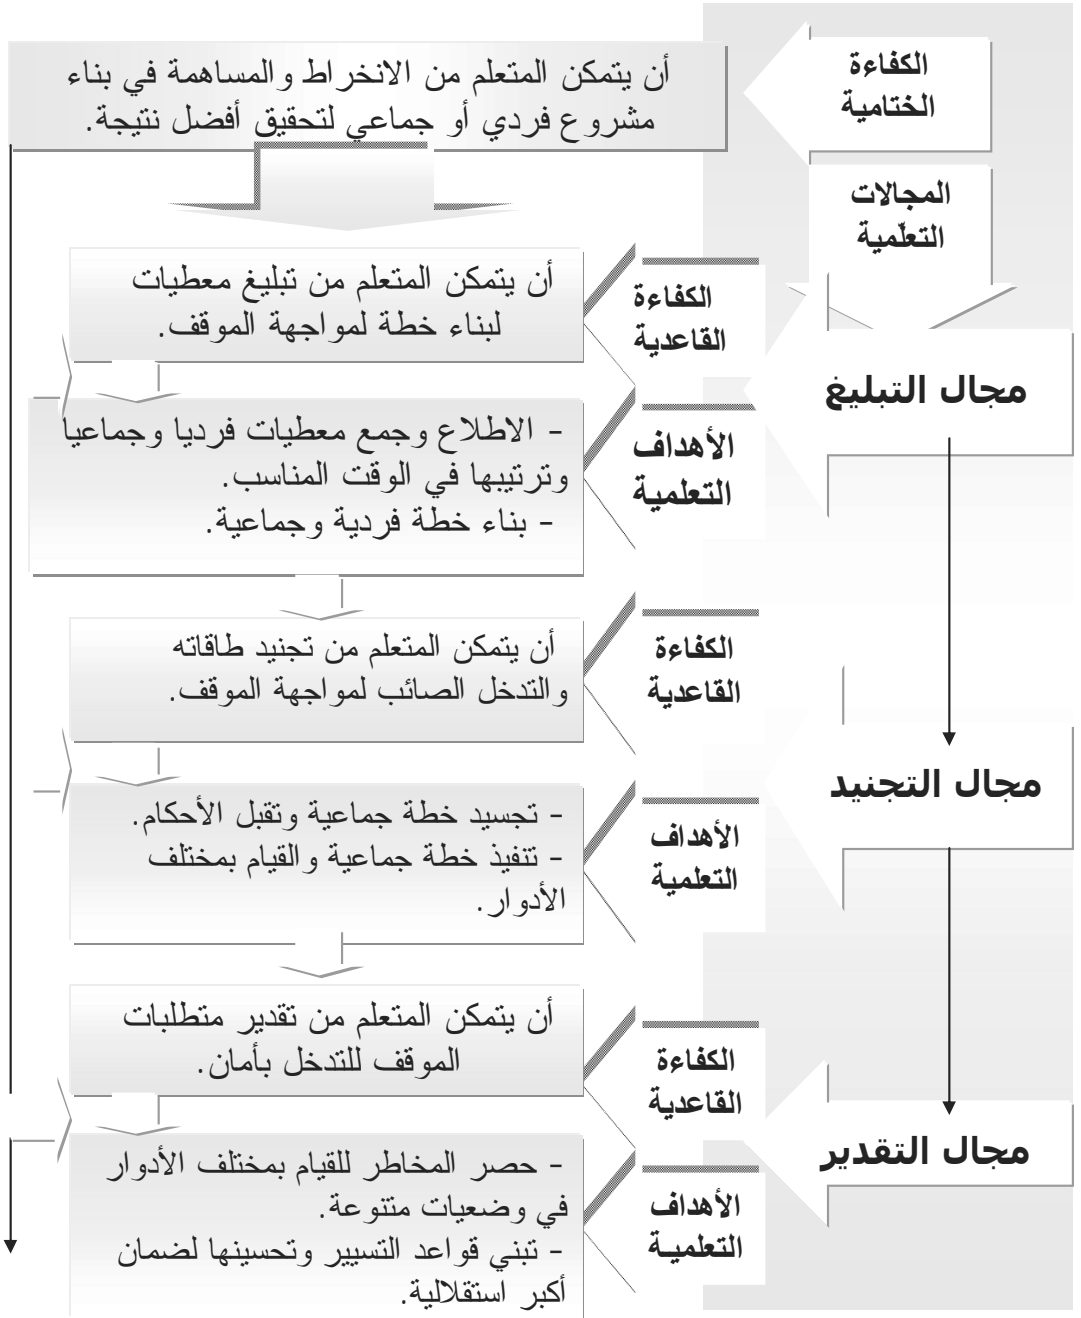 الكفاءة
الختامية
أن يتمكن المتعلم من الانخراط والمساهمة في بناء
مشروع فردي أو جماعي لتحقيق أفضل نتيجة.
المجالات
التعلّمية
مجال التبليغ
الكفاءة
القاعدية
أن يتمكن المتعلم من تبليغ معطيات
لبناء خطة لمواجهة الموقف.
الأهداف
التعلمية
- الاطلاع وجمع معطيات فرديا وجماعيا
وترتيبها في الوقت المناسب.
- بناء خطة فردية وجماعية.
مجال التجنيد
الكفاءة
القاعدية
أن يتمكن المتعلم من تجنيد طاقاته
والتدخل الصائب لمواجهة الموقف.
الأهداف
التعلمية
- تجسيد خطة جماعية وتقبل الأحكام.
- تنفيذ خطة جماعية والقيام بمختلف
الأدوار.
مجال التقدير
الكفاءة
القاعدية
أن يتمكن المتعلم من تقدير متطلبات
الموقف للتدخل بأمان.
الأهداف
التعلميـة
- حصر المخاطر للقيام بمختلف الأدوار
في وضعيات متنوعة.
- تبني قواعد التسيير وتحسينها لضمان
أكبر استقلالية.